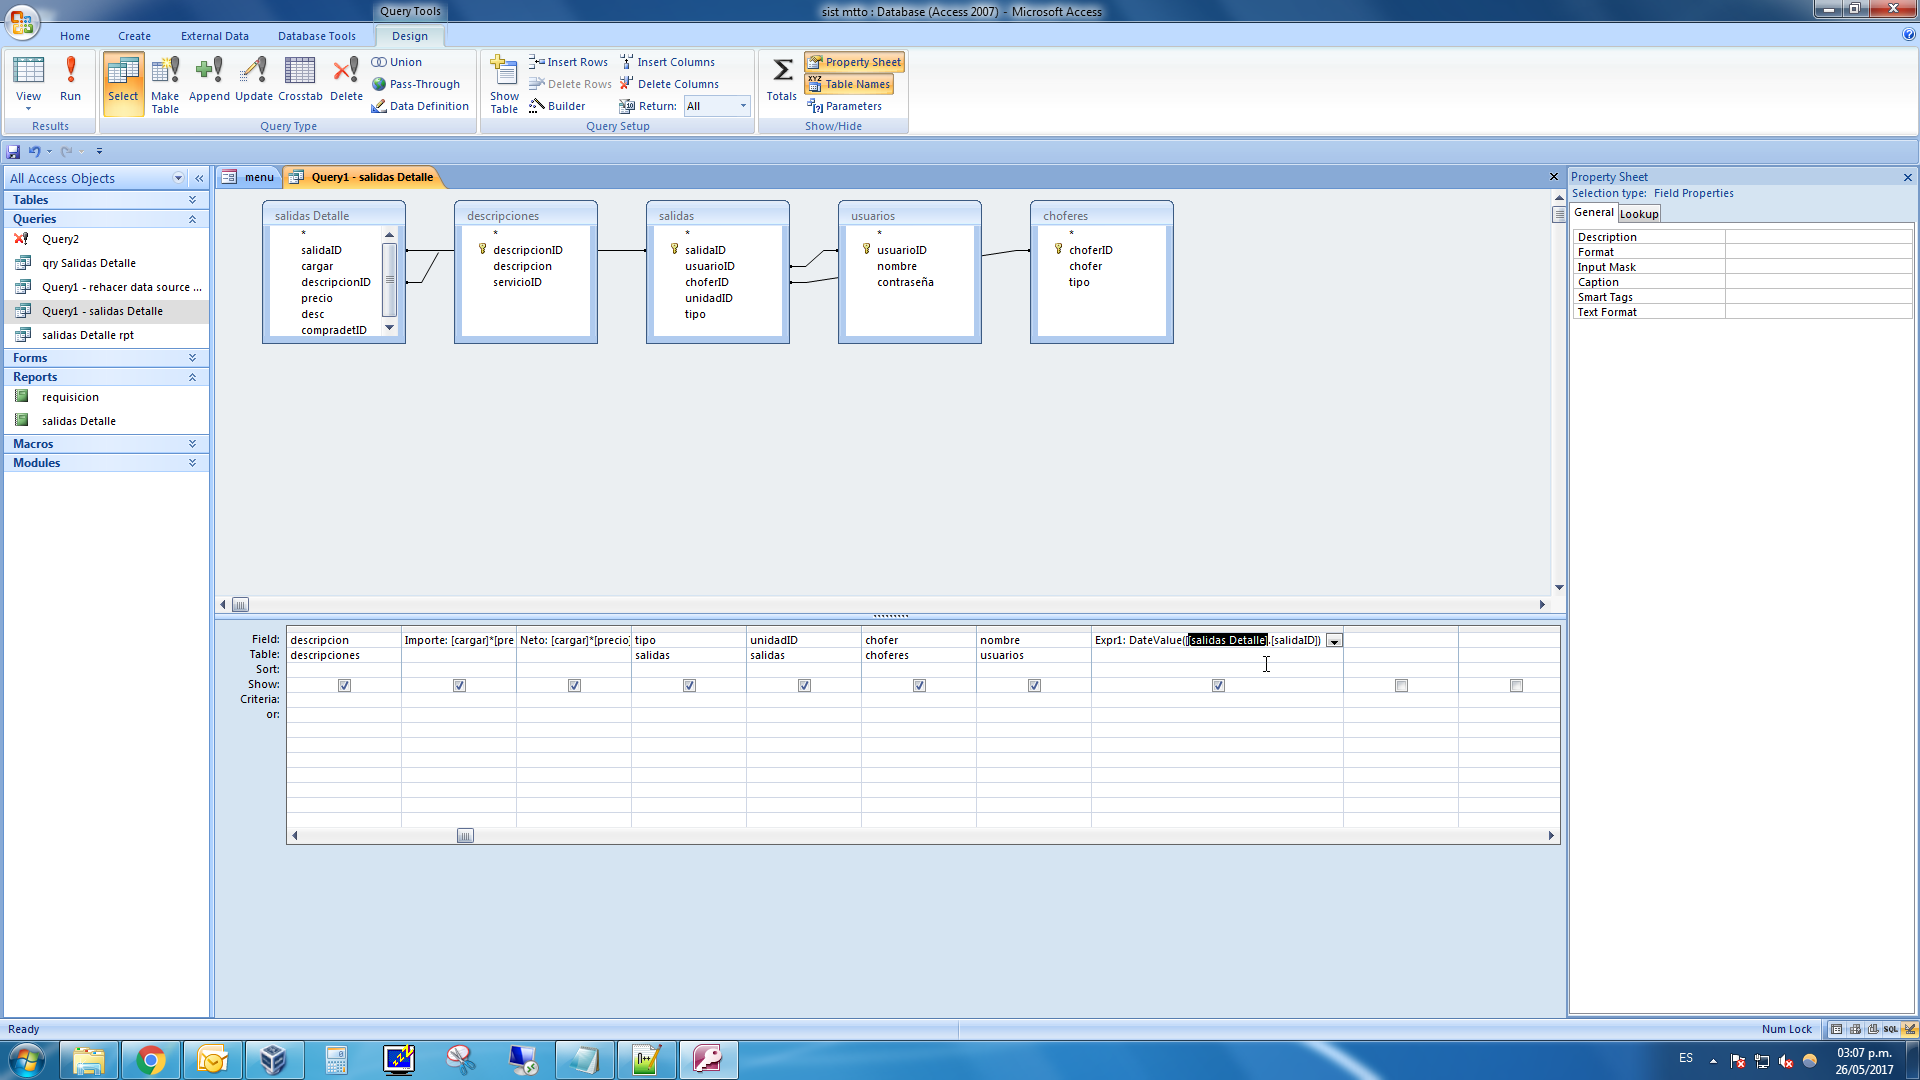 Query Tools
sist mtto : Database (Access 2007) - Microsoft Access
Home Create External Data Database Tools Design
View
Run
Results
Select
Make Table
Append
Update
Crosstab
Delete
Union
Pass-Through
Data Definition
Query Type
Show Table
Insert Rows
Delete Rows
Builder
Insert Columns
Delete Columns
Return: All
Query Setup
Totals
Property Sheet
XYZ Table Names
Parameters
Show/Hide
All Access Objects
Tables
Queries
Query2
qry Salidas Detalle
Query1 - rehacer data source ...
Query1 - salidas Detalle
salidas Detalle rpt
Forms
Reports
requisicion
salidas Detalle
Macros
Modules
menu
Query1 - salidas Detalle
salidas Detalle
*
salidaID
cargar
descripcionID
precio
desc
compradetID
descripciones
*
descripcionID
descripcion
servicioID
salidas
*
salidaID
usuarioID
choferID
unidadID
tipo
usuarios
*
usuarioID
nombre
contraseña
choferes
*
choferID
chofer
tipo
Field: descripcion Importe: [cargar]*[pre Neto: [cargar]*[precio] tipo unidadID chofer nombre Expr1: DateValue([salidas Detalle].[salidaID])
Table: descripciones salidas salidas choferes usuarios
Sort:
Show:
Criteria:
or:
Property Sheet
Selection type: Field Properties
General Lookup
Description
Format
Input Mask
Caption
Smart Tags
Text Format
Ready
Num Lock
SQL
ES
03:07 p.m.
26/05/2017